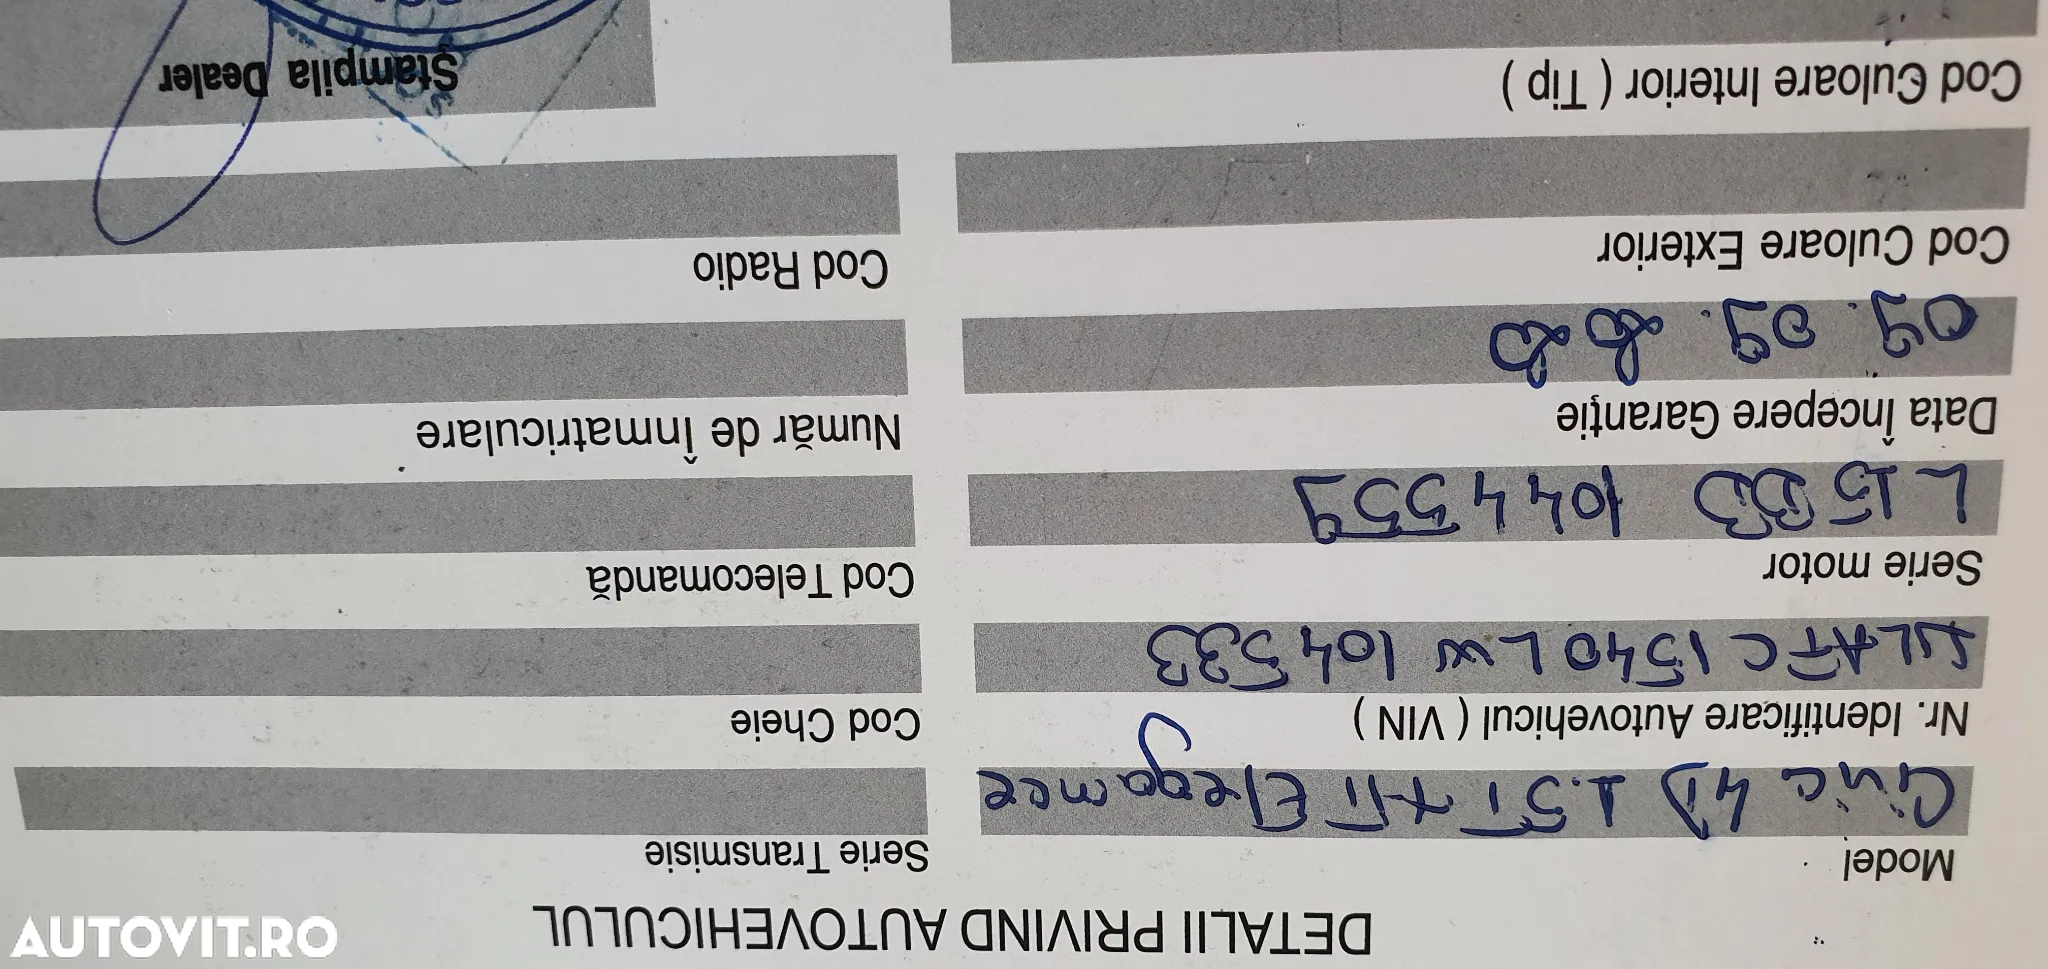 DETALII PRIVIND AUTOVEHICULUL
Model
Serie Transmisie
Civic 4D 1.5T Elegance
Nr. Identificare Autovehicul ( VIN )
Cod Cheie
NLAFC1540LW104533
Serie motor
Cod Telecomandă
L15BB 1044559
Data Începere Garanție
Număr de Înmatriculare
09.09.2020
Cod Culoare Exterior
Cod Radio
Cod Culoare Interior ( Tip )
Ștampila Dealer
AUTOVIT.RO